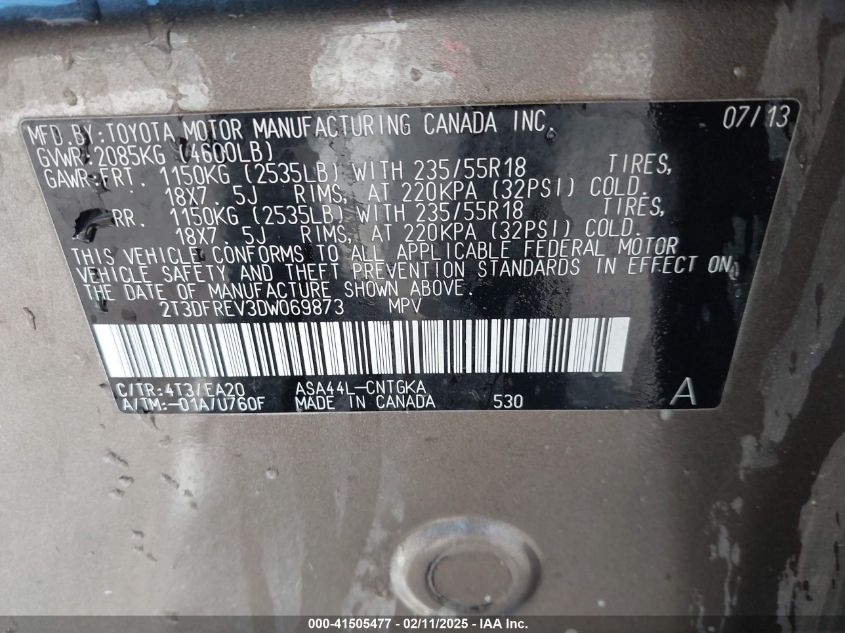 MFD.BY:TOYOTA MOTOR MANUFACTURING CANADA INC. 07/13
GVWR:2085KG (4600LB)
GAWR:FRT. 1150KG (2535LB) WITH 235/55R18 TIRES,
18X7.5J RIMS, AT 220KPA (32PSI) COLD.
RR. 1150KG (2535LB) WITH 235/55R18 TIRES,
18X7.5J RIMS, AT 220KPA (32PSI) COLD.
THIS VEHICLE CONFORMS TO ALL APPLICABLE FEDERAL MOTOR
VEHICLE SAFETY AND THEFT PREVENTION STANDARDS IN EFFECT ON
THE DATE OF MANUFACTURE SHOWN ABOVE.
2T3DFREV3DW069873 MPV
C/TR:4T3/EA20 ASA44L-CNTGKA A
A/TM:-01A/U760F MADE IN CANADA 530
000-41505477 - 02/11/2025 - IAA Inc.